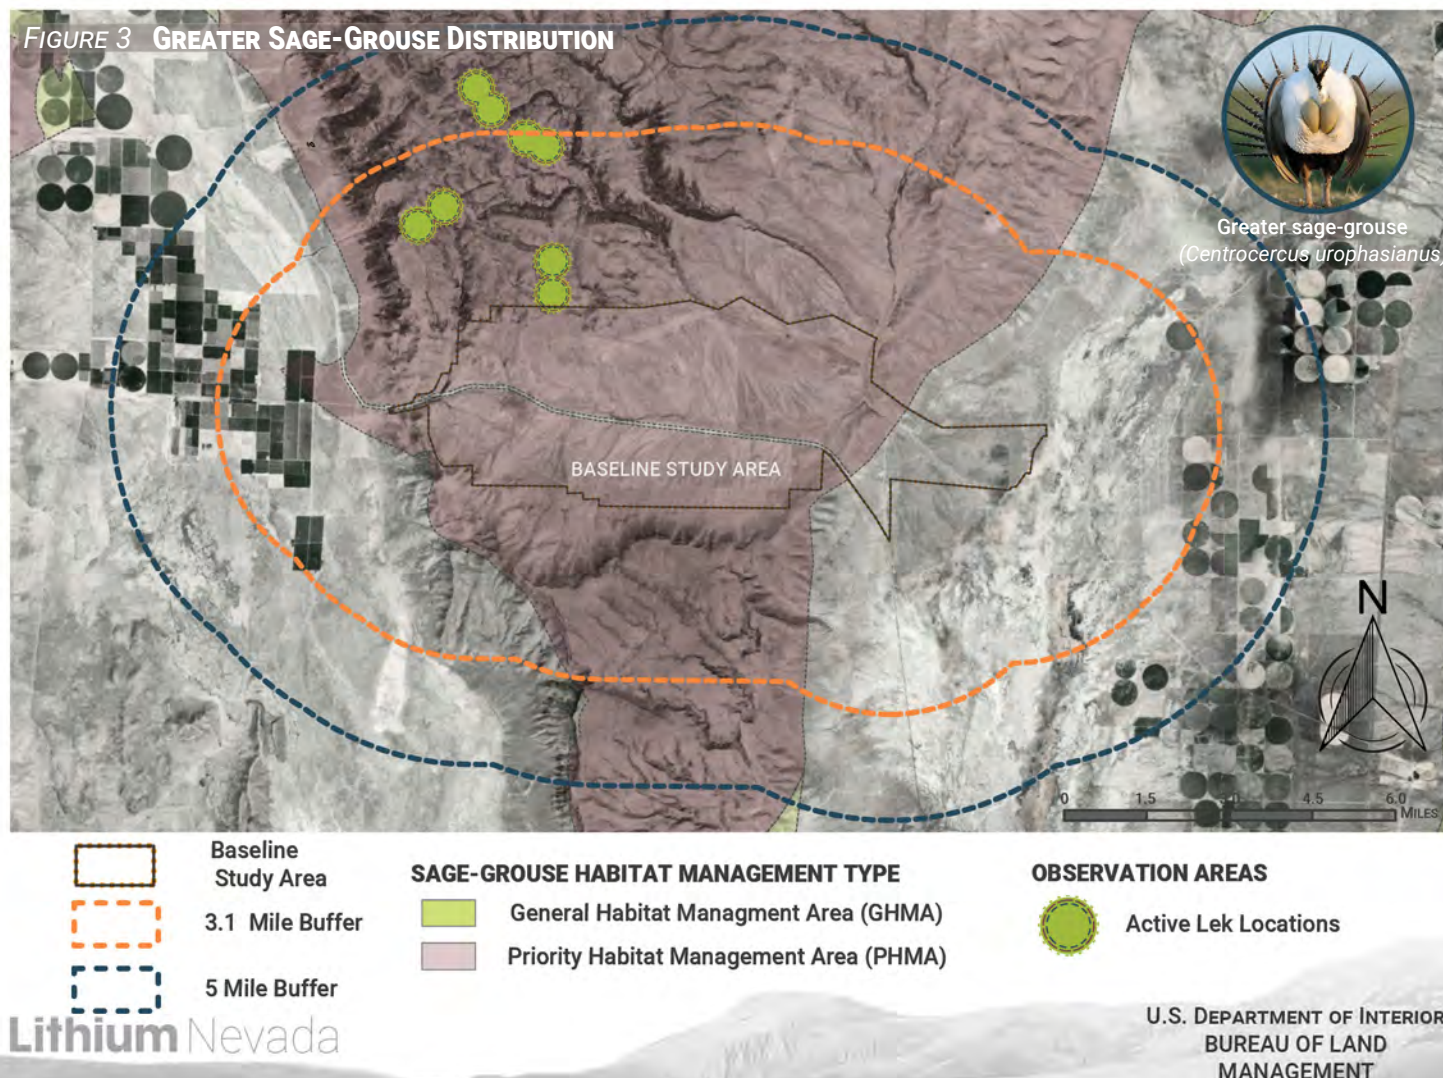 FIGURE 3 GREATER SAGE-GROUSE DISTRIBUTION
Greater sage-grouse
(Centrocercus urophasianus)
BASELINE STUDY AREA
N
0 1.5 3.0 4.5 6.0
MILES
Baseline
Study Area
3.1 Mile Buffer
5 Mile Buffer
SAGE-GROUSE HABITAT MANAGEMENT TYPE
General Habitat Managment Area (GHMA)
Priority Habitat Management Area (PHMA)
OBSERVATION AREAS
Active Lek Locations
Lithium Nevada
U.S. DEPARTMENT OF INTERIOR
BUREAU OF LAND
MANAGEMENT